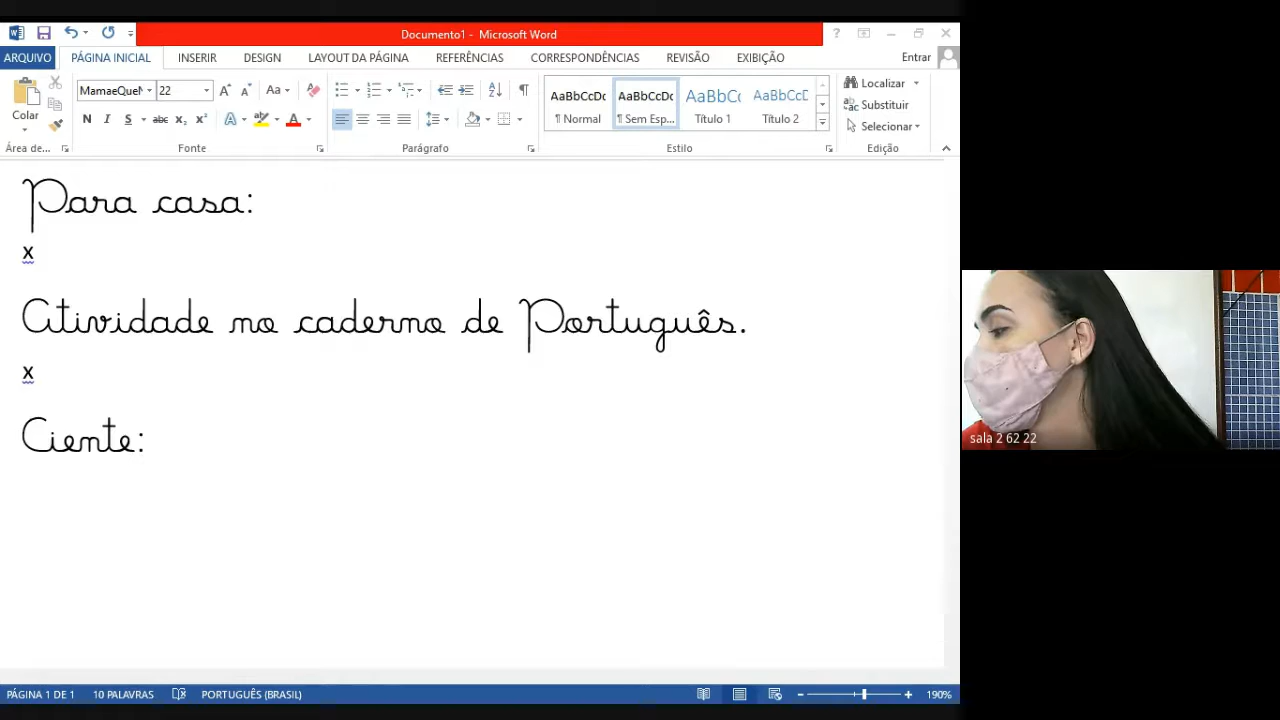 Documento1 - Microsoft Word
?
ARQUIVO PÁGINA INICIAL INSERIR DESIGN LAYOUT DA PÁGINA REFERÊNCIAS CORRESPONDÊNCIAS REVISÃO EXIBIÇÃO Entrar
Colar
MamaeQueN 22 Aa
N I S abc x₂ x² A A
AaBbCcDc AaBbCcDc AaBbC AaBbCcD
¶ Normal ¶ Sem Esp... Título 1 Título 2
Localizar
Substituir
Selecionar
Área de... Fonte Parágrafo Estilo Edição
Para casa:
x
Atividade no caderno de Português.
x
Ciente:
sala 2 62 22
PÁGINA 1 DE 1 10 PALAVRAS PORTUGUÊS (BRASIL) 190%